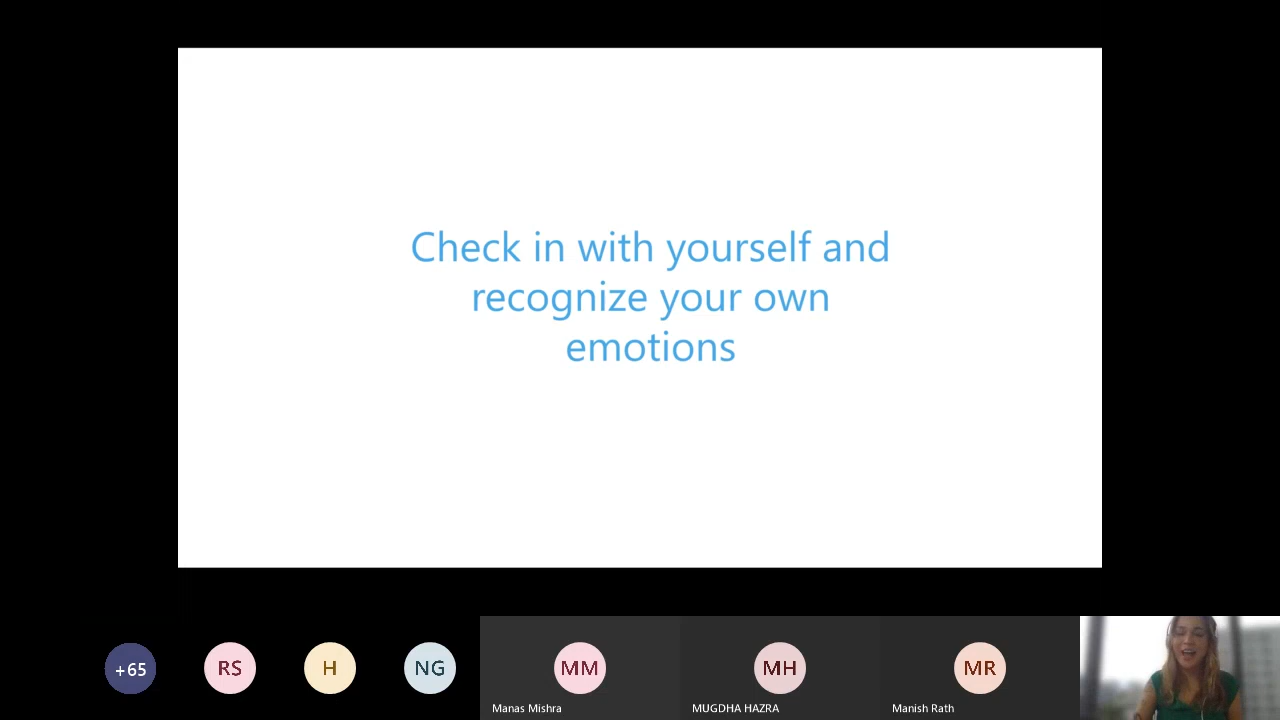 Check in with yourself and
recognize your own
emotions
+65
RS
H
NG
MM
MH
MR
Manas Mishra
MUGDHA HAZRA
Manish Rath